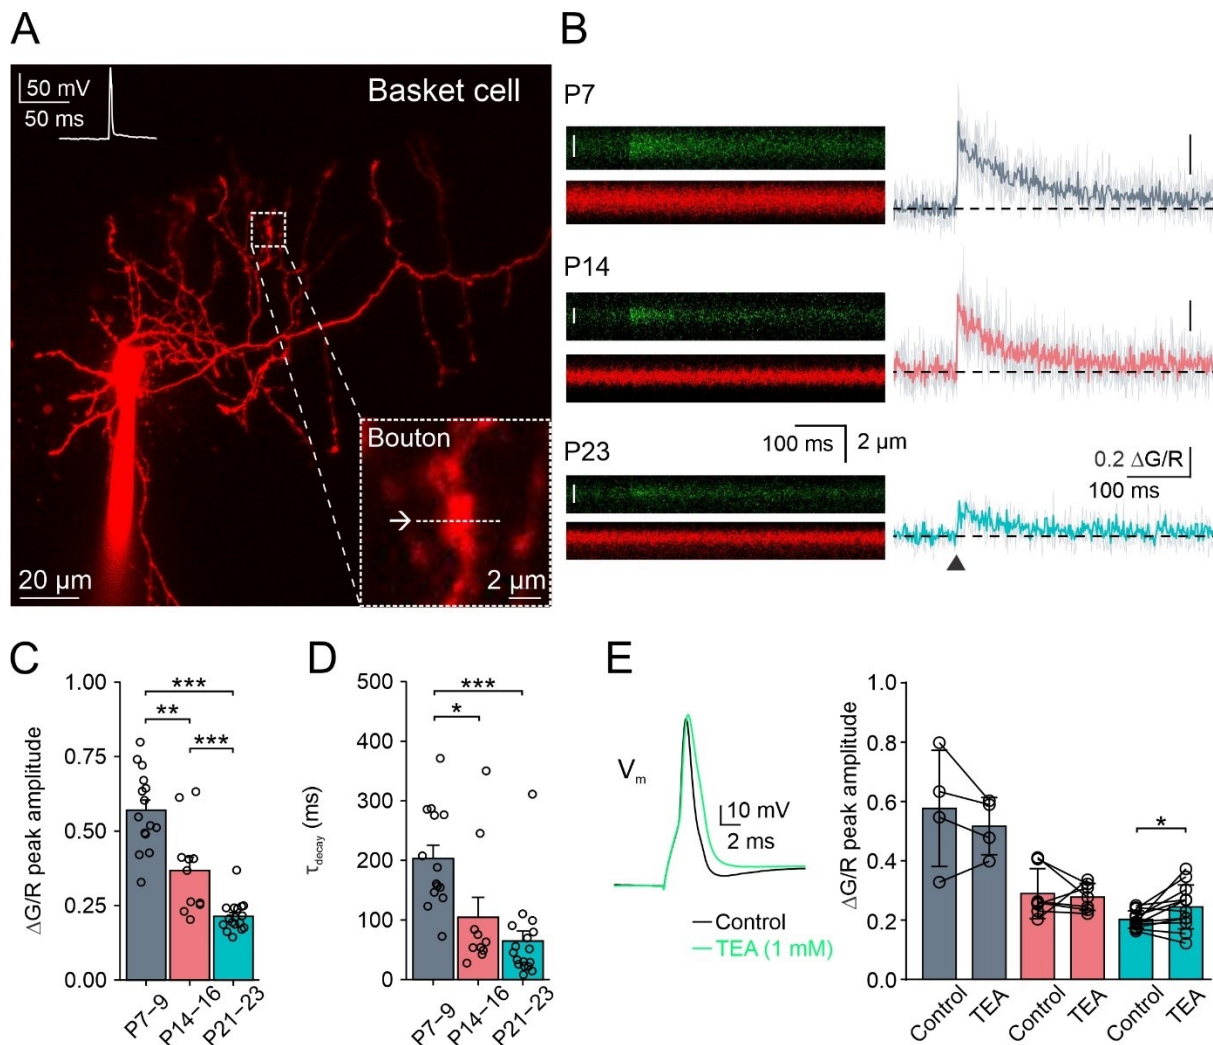 A
50 mV
50 ms
Basket cell
Bouton
20 µm
2 µm
B
P7
P14
100 ms
2 µm
P23
0.2 ΔG/R
100 ms
C
ΔG/R peak amplitude
1.00
0.75
0.50
0.25
0.00
***
**
***
P7–9
P14–16
P21–23
D
τdecay (ms)
500
400
300
200
100
0
***
*
P7–9
P14–16
P21–23
E
Vm
10 mV
2 ms
Control
TEA (1 mM)
ΔG/R peak amplitude
1.0
0.8
0.6
0.4
0.2
0.0
*
Control
TEA
Control
TEA
Control
TEA